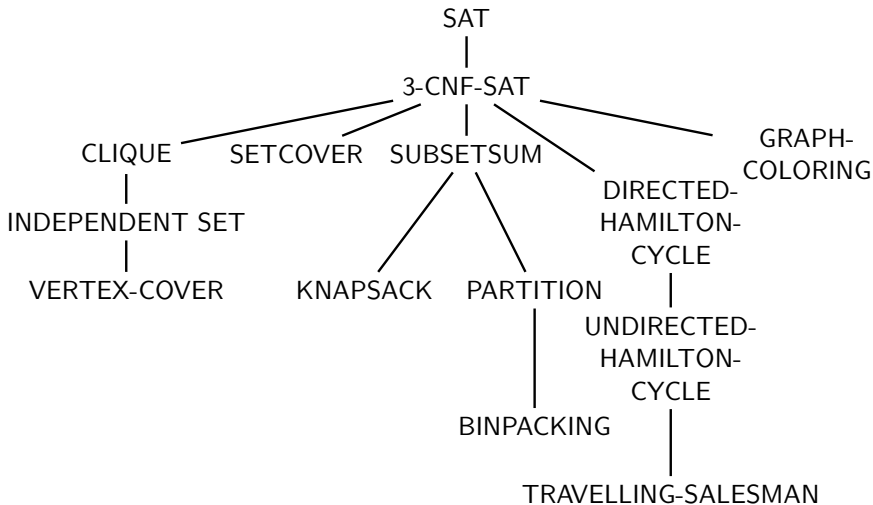 SAT
3-CNF-SAT
CLIQUE
SETCOVER
SUBSETSUM
GRAPH-
COLORING
DIRECTED-
HAMILTON-
CYCLE
INDEPENDENT SET
VERTEX-COVER
KNAPSACK
PARTITION
UNDIRECTED-
HAMILTON-
CYCLE
BINPACKING
TRAVELLING-SALESMAN